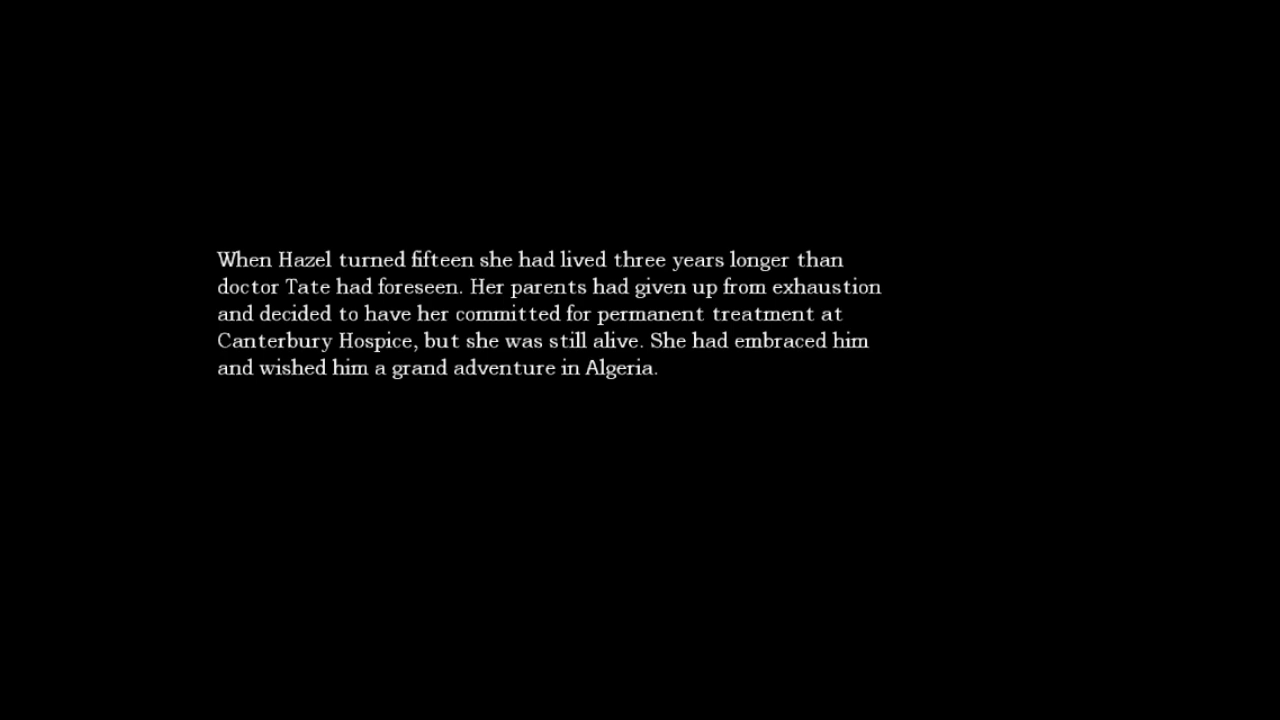 When Hazel turned fifteen she had lived three years longer than
doctor Tate had foreseen. Her parents had given up from exhaustion
and decided to have her committed for permanent treatment at
Canterbury Hospice, but she was still alive. She had embraced him
and wished him a grand adventure in Algeria.